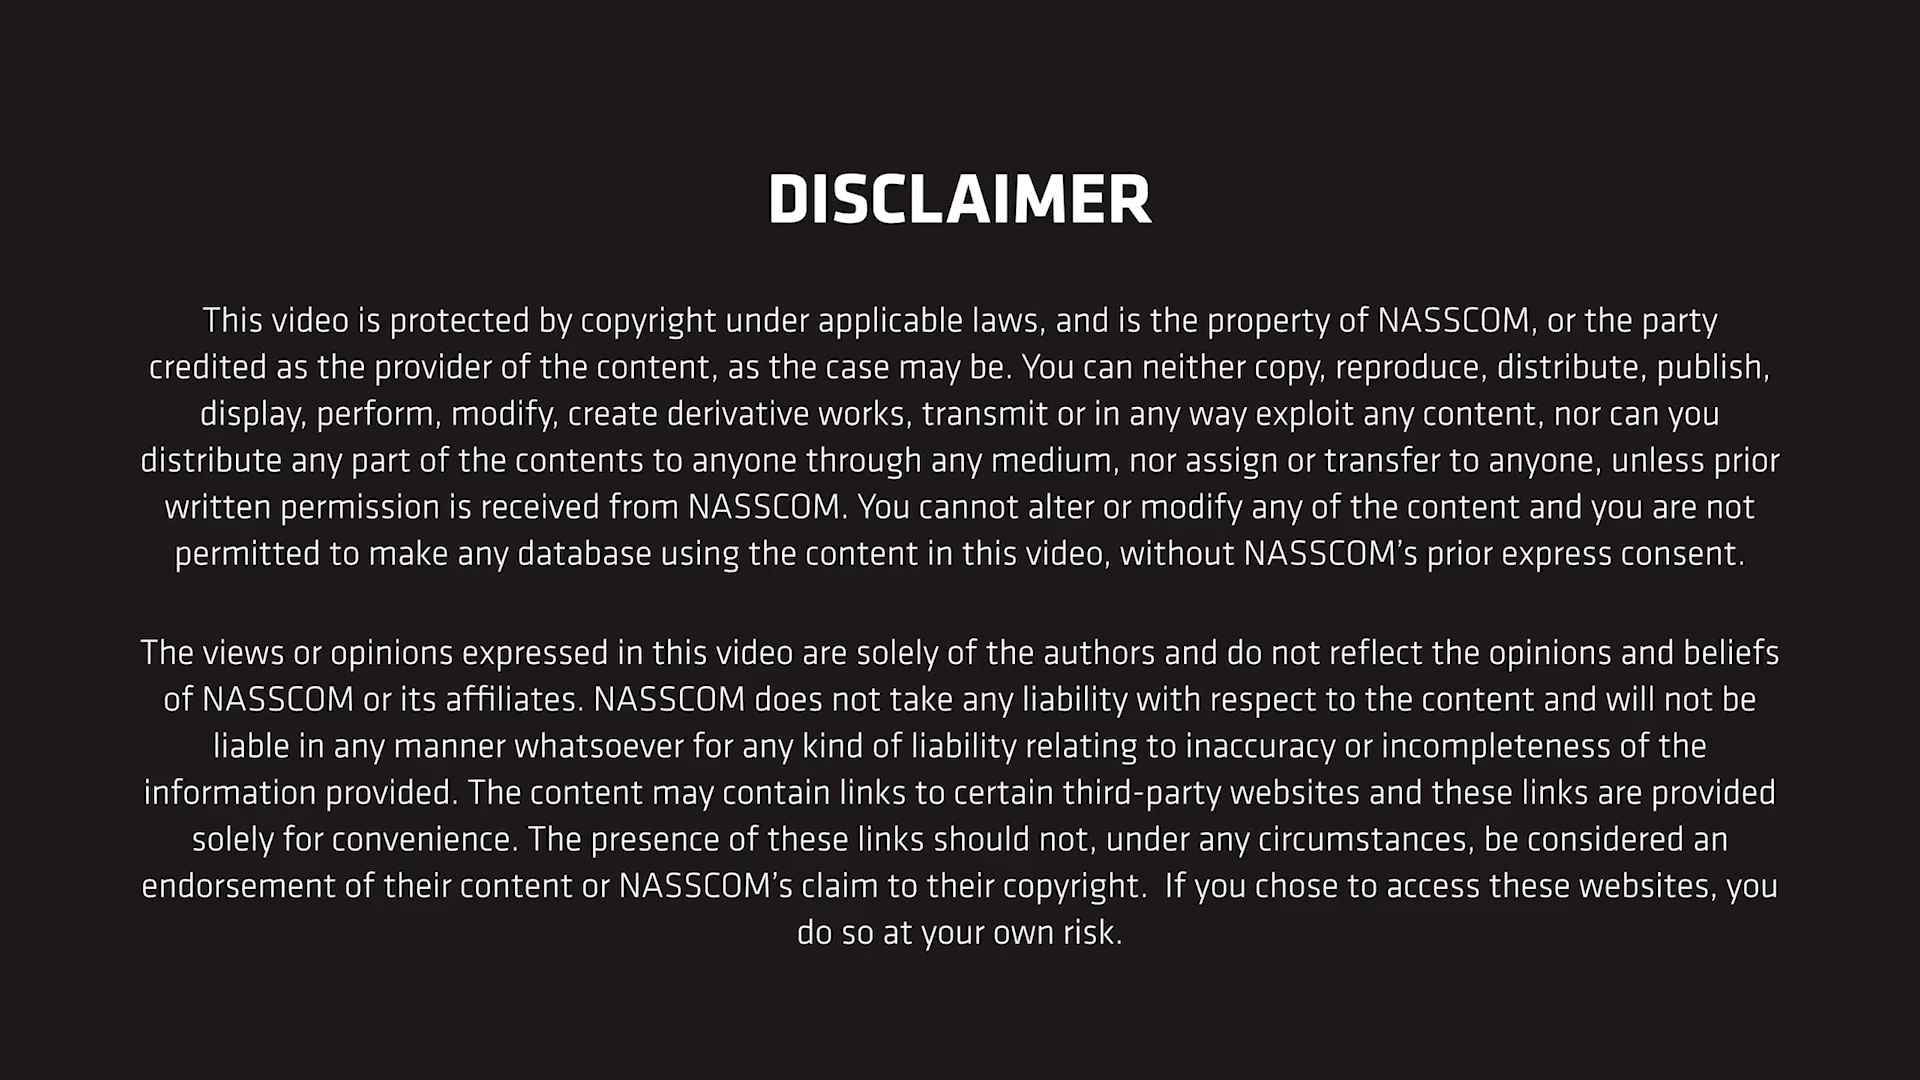 DISCLAIMER
This video is protected by copyright under applicable laws, and is the property of NASSCOM, or the party
credited as the provider of the content, as the case may be. You can neither copy, reproduce, distribute, publish,
display, perform, modify, create derivative works, transmit or in any way exploit any content, nor can you
distribute any part of the contents to anyone through any medium, nor assign or transfer to anyone, unless prior
written permission is received from NASSCOM. You cannot alter or modify any of the content and you are not
permitted to make any database using the content in this video, without NASSCOM’s prior express consent.
The views or opinions expressed in this video are solely of the authors and do not reflect the opinions and beliefs
of NASSCOM or its affiliates. NASSCOM does not take any liability with respect to the content and will not be
liable in any manner whatsoever for any kind of liability relating to inaccuracy or incompleteness of the
information provided. The content may contain links to certain third-party websites and these links are provided
solely for convenience. The presence of these links should not, under any circumstances, be considered an
endorsement of their content or NASSCOM’s claim to their copyright.  If you chose to access these websites, you
do so at your own risk.